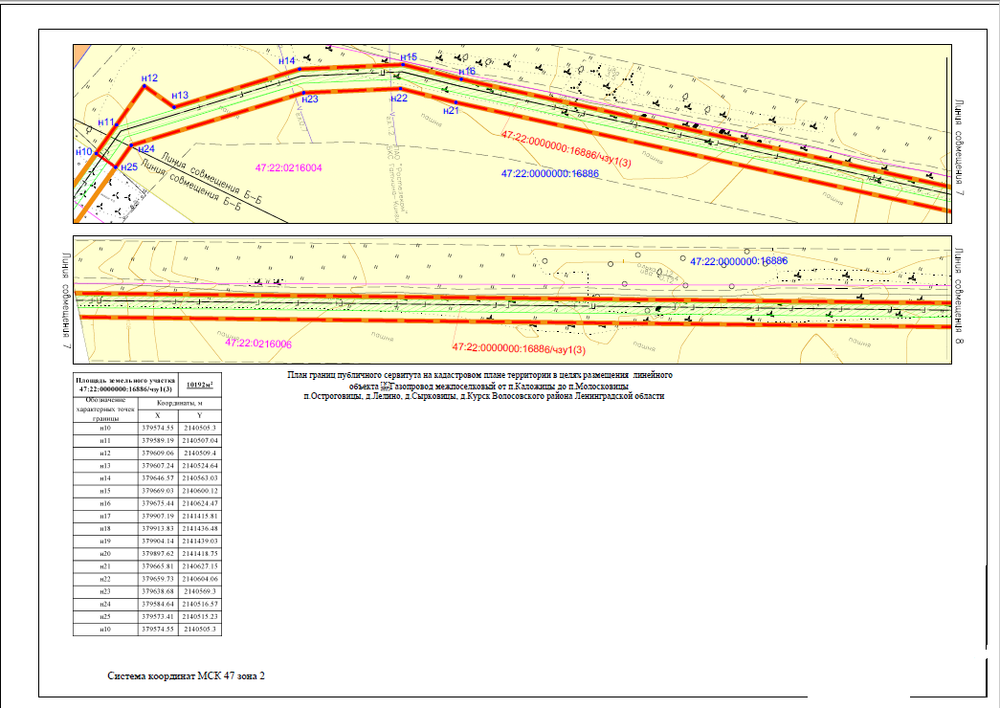 н14
н15
н16
н12
н13
н23
н22
н21
н11
н10
н24
н25
пашня
пашня
пашня
пашня
47:22:0000000:16886/чзу1(3)
47:22:0000000:16886
47:22:0216004
Линия совмещения Б-Б
Линия совмещения Б-Б
Линия совмещения 7
47:22:0000000:16886
Линия совмещения 7
Линия совмещения 8
47:22:0216006
47:22:0000000:16886/чзу1(3)
пашня
пашня
пашня
План границ публичного сервитута на кадастровом плане территории в целях размещения линейного
объекта Газопровод межпоселковый от п.Каложицы до п.Молосковицы
п.Остроговицы, д.Лелино, д.Сырковицы, д.Курск Волосовского района Ленинградской области
Площадь земельного участка 10192м²
47:22:0000000:16886/чзу1(3)
Обозначение характерных точек границы Координаты, м
X Y
н10 379574.55 2140505.3
н11 379589.19 2140507.04
н12 379609.06 2140509.4
н13 379607.24 2140524.64
н14 379646.57 2140563.03
н15 379669.03 2140600.12
н16 379675.44 2140624.47
н17 379907.19 2141415.81
н18 379913.83 2141436.48
н19 379904.14 2141439.03
н20 379897.62 2141418.75
н21 379665.81 2140627.15
н22 379659.73 2140604.06
н23 379638.68 2140569.3
н24 379584.64 2140516.57
н25 379573.41 2140515.23
н10 379574.55 2140505.3
Система координат МСК 47 зона 2